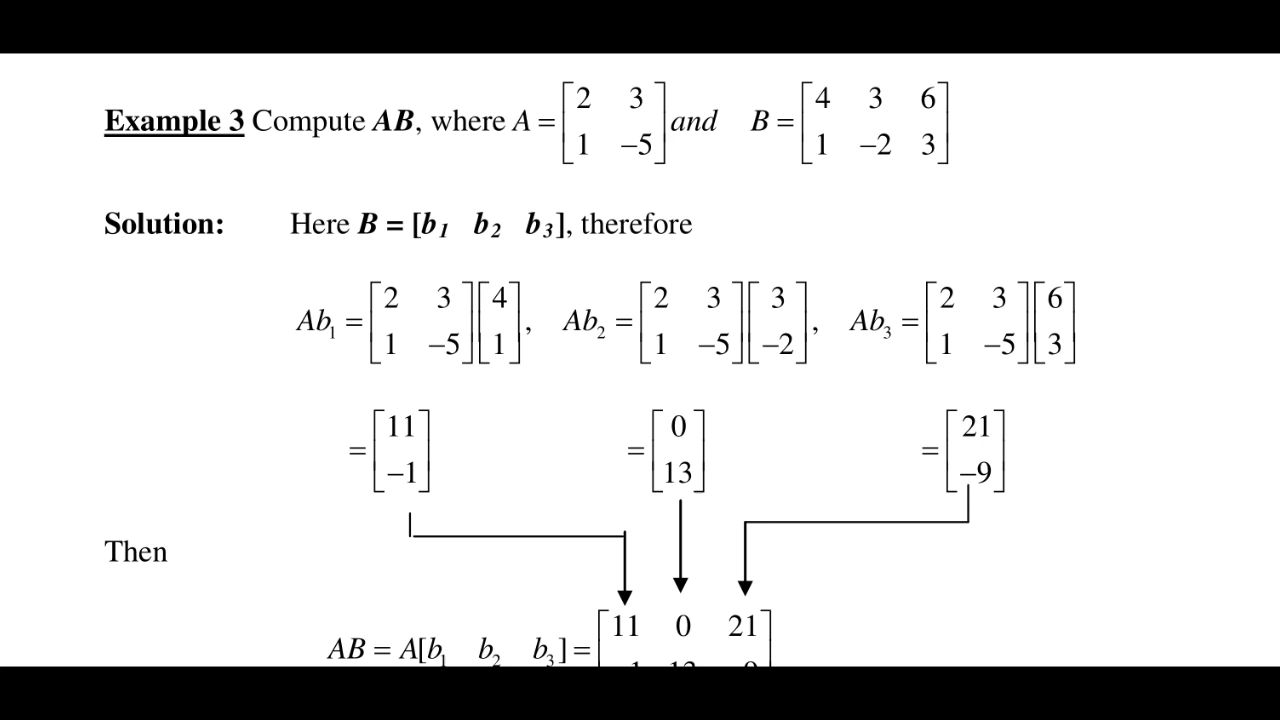 Example 3 Compute AB, where A = [2 3; 1 –5] and B = [4 3 6; 1 –2 3]
Solution: Here B = [b₁ b₂ b₃], therefore
Ab₁ = [2 3; 1 –5][4; 1], Ab₂ = [2 3; 1 –5][3; –2], Ab₃ = [2 3; 1 –5][6; 3]
= [11; –1] = [0; 13] = [21; –9]
Then
AB = A[b₁ b₂ b₃] = [11 0 21